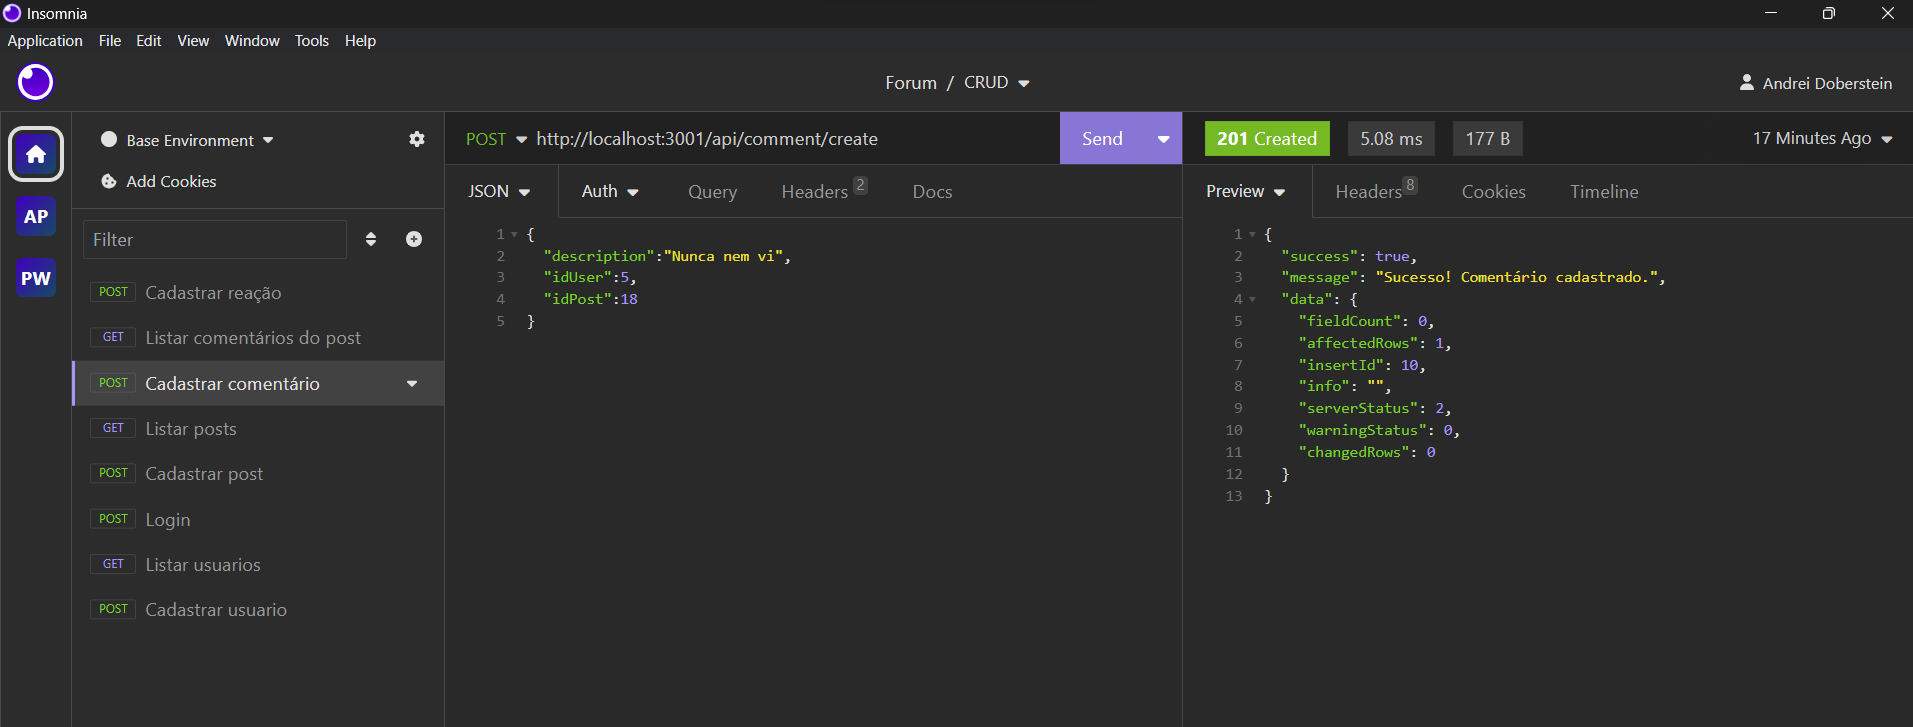 Insomnia
Application File Edit View Window Tools Help
Forum / CRUD
Andrei Doberstein
AP
PW
Base Environment
Add Cookies
Filter
POST Cadastrar reação
GET Listar comentários do post
POST Cadastrar comentário
GET Listar posts
POST Cadastrar post
POST Login
GET Listar usuarios
POST Cadastrar usuario
POST http://localhost:3001/api/comment/create Send
JSON Auth Query Headers 2 Docs
1 {
2 "description":"Nunca nem vi",
3 "idUser":5,
4 "idPost":18
5 }
201 Created 5.08 ms 177 B 17 Minutes Ago
Preview Headers 8 Cookies Timeline
1 {
2 "success": true,
3 "message": "Sucesso! Comentário cadastrado.",
4 "data": {
5 "fieldCount": 0,
6 "affectedRows": 1,
7 "insertId": 10,
8 "info": "",
9 "serverStatus": 2,
10 "warningStatus": 0,
11 "changedRows": 0
12 }
13 }